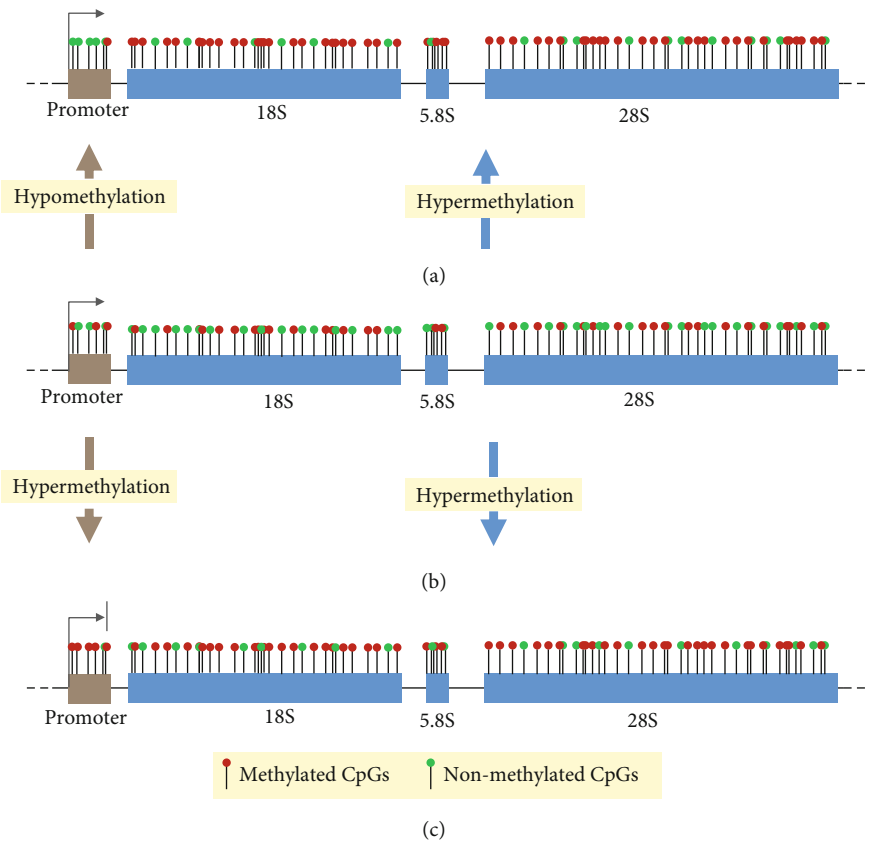 Promoter
18S
5.8S
28S
Hypomethylation
Hypermethylation
(a)
Promoter
18S
5.8S
28S
Hypermethylation
Hypermethylation
(b)
Promoter
18S
5.8S
28S
Methylated CpGs
Non-methylated CpGs
(c)